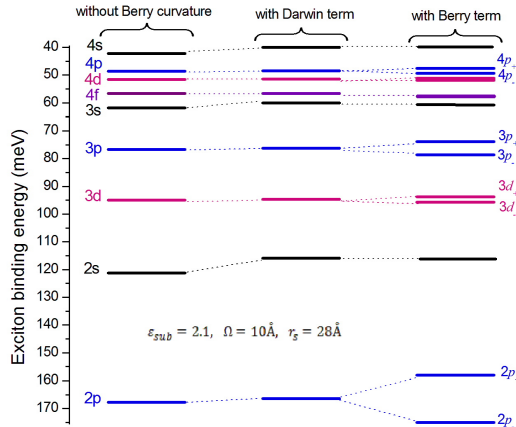 without Berry curvature
with Darwin term
with Berry term
Exciton binding energy (meV)
40
50
60
70
80
90
100
110
120
130
140
150
160
170
4s
4p
4d
4f
3s
3p
3d
2s
2p
4p+
4p-
3p+
3p-
3d+
3d-
2p
2p
ε_sub = 2.1, Ω = 10Å, r_s = 28Å